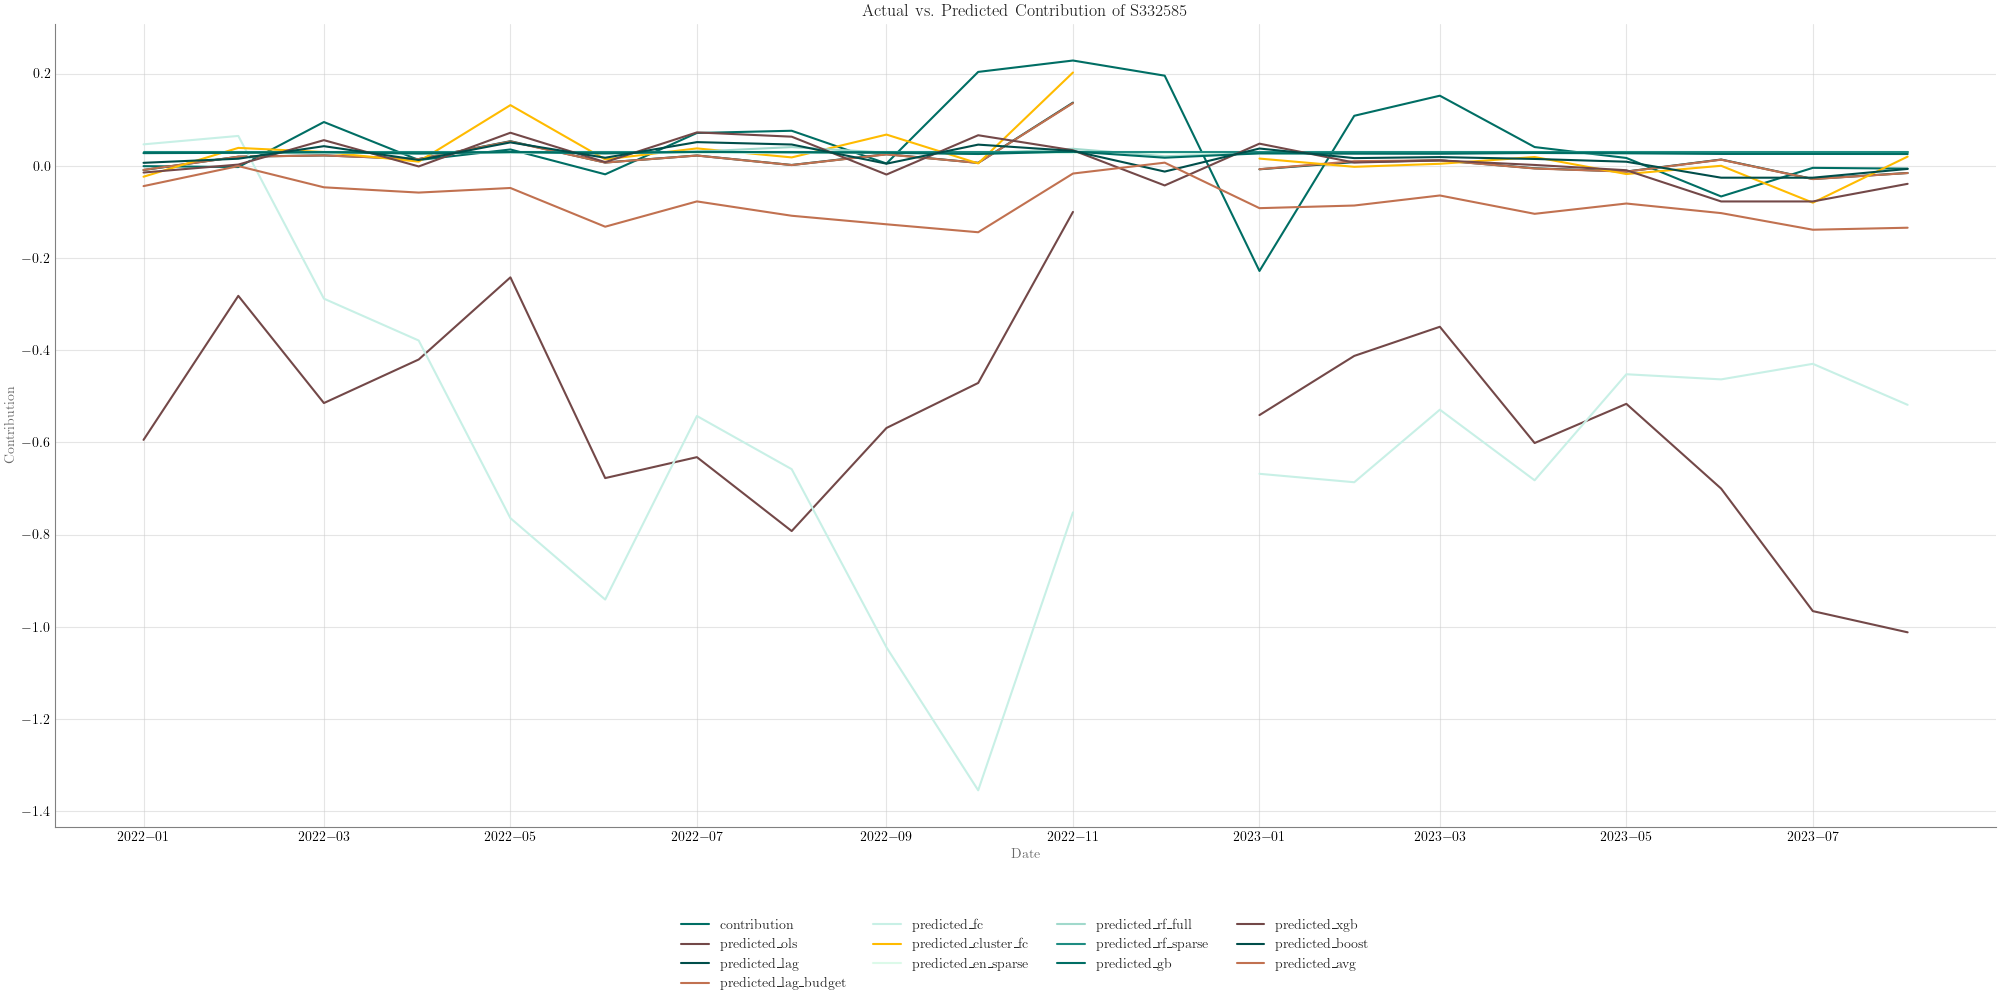 Actual vs. Predicted Contribution of S332585
0.2
0.0
−0.2
−0.4
−0.6
−0.8
−1.0
−1.2
−1.4
Contribution
2022−01 2022−03 2022−05 2022−07 2022−09 2022−11 2023−01 2023−03 2023−05 2023−07
Date
contribution predicted_fc predicted_rf_full predicted_xgb
predicted_ols predicted_cluster_fc predicted_rf_sparse predicted_boost
predicted_lag predicted_en_sparse predicted_gb predicted_avg
predicted_lag_budget